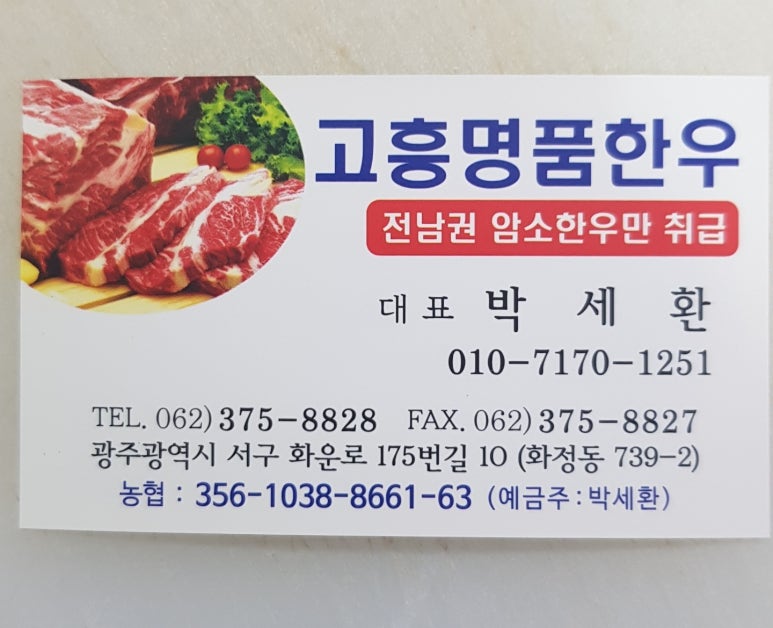 고흥명품한우
전남권 암소한우만 취급
대표 박 세 환
010-7170-1251
TEL. 062) 375-8828 FAX. 062) 375-8827
광주광역시 서구 화운로 175번길 10 (화정동 739-2)
농협 : 356-1038-8661-63 (예금주 : 박세환)